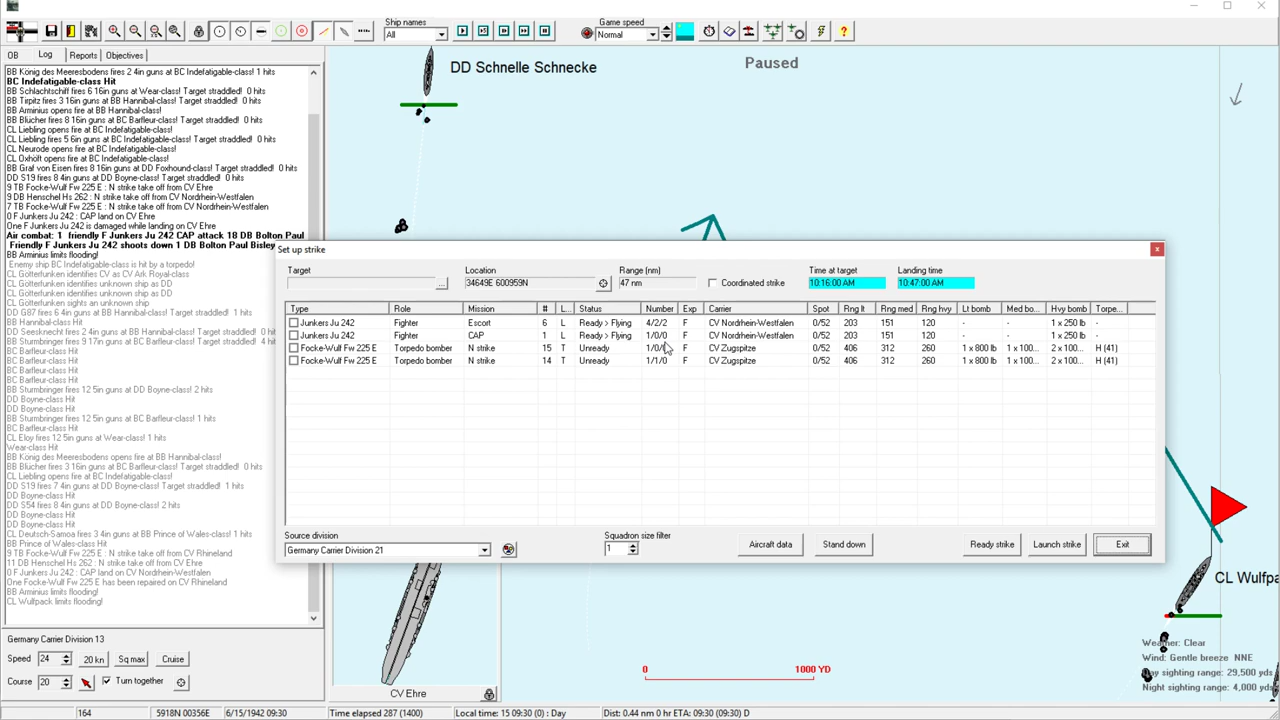 Ship names
Game speed
All
Normal
OB Log Reports Objectives
BB König des Meeresbodens fires 2 4in guns at BC Indefatigable-class! 1 hits
BC Indefatigable-class Hit
BB Schlachtschiff fires 6 16in guns at Wear-class! Target straddled! 0 hits
BB Tirpitz fires 3 16in guns at BB Hannibal-class!
BB Arminius opens fire at BB Hannibal-class!
BB Blücher fires 8 16in guns at BC Barfleur-class! Target straddled! 0 hits
CL Liebling opens fire at BC Indefatigable-class!
CL Liebling fires 5 6in guns at BC Indefatigable-class! Target straddled! 0 hits
CL Neurode opens fire at BC Indefatigable-class!
CL Oxhöft opens fire at BC Indefatigable-class!
BB Graf von Eisen fires 8 16in guns at DD Foxhound-class! Target straddled! 0 hits
DD S19 fires 8 4in guns at DD Boyne-class! Target straddled! 0 hits
9 TB Focke-Wulf Fw 225 E : N strike take off from CV Ehre
9 DB Henschel Hs 262 : N strike take off from CV Nordrhein-Westfalen
7 TB Focke-Wulf Fw 225 E : N strike take off from CV Nordrhein-Westfalen
0 F Junkers Ju 242 : CAP land on CV Ehre
One F Junkers Ju 242 is damaged while landing on CV Ehre
Air combat: 1 friendly F Junkers Ju 242 CAP attack 18 DB Bolton Paul
Friendly F Junkers Ju 242 shoots down 1 DB Bolton Paul Bisley
BB Arminius limits flooding!
Enemy ship BC Indefatigable-class is hit by a torpedo!
CL Götterfunken identifies CV as CV Ark Royal-class
CL Götterfunken identifies unknown ship as DD
CL Götterfunken identifies unknown ship as DD
CL Götterfunken sights an unknown ship
DD G87 fires 6 4in guns at DD Boyne-class! Target straddled! 1 hits
BB Hannibal-class Hit
DD Seesknecht fires 2 4in guns at DD Boyne-class! Target straddled! 0 hits
BB Sturmbringer fires 9 17in guns at BC Barfleur-class! Target straddled! 4 hits
BC Barfleur-class Hit
BC Barfleur-class Hit
BC Barfleur-class Hit
BC Barfleur-class Hit
BB Sturmbringer fires 12 5in guns at DD Boyne-class! 2 hits
DD Boyne-class Hit
DD Boyne-class Hit
BB Sturmbringer fires 12 5in guns at BC Barfleur-class! 1 hits
BC Barfleur-class Hit
CL Eloy fires 12 5in guns at Wear-class! 1 hits
Wear-class Hit
BB König des Meeresbodens opens fire at BB Hannibal-class!
BB Blücher fires 3 16in guns at BC Barfleur-class! Target straddled! 0 hits
CL Liebling opens fire at BC Indefatigable-class!
DD S19 fires 7 4in guns at DD Boyne-class! Target straddled! 1 hits
DD Boyne-class Hit
DD S54 fires 8 4in guns at DD Boyne-class! 2 hits
DD Boyne-class Hit
DD Boyne-class Hit
CL Deutsch-Samoa fires 3 4in guns at BB Prince of Wales-class! 1 hits
BB Prince of Wales-class Hit
9 TB Focke-Wulf Fw 225 E : N strike take off from CV Rhineland
11 DB Henschel Hs 262 : N strike take off from CV Ehre
0 F Junkers Ju 242 : CAP land on CV Nordrhein-Westfalen
One Focke-Wulf Fw 225 E has been repaired on CV Rhineland
BB Arminius limits flooding!
CL Wulfpack limits flooding!
Germany Carrier Division 13
Speed 24 20 kn Sq max Cruise
Course 20 Turn together
DD Schnelle Schnecke
Paused
Set up strike
Target Location Range (nm) Coordinated strike Time at target Landing time
... 34649E 600959N 47 nm 10:16:00 AM 10:47:00 AM
Type Role Mission # L... Status Number Exp Carrier Spot Rng lt Rng med Rng hvy Lt bomb Med bo... Hvy bomb Torpe...
Junkers Ju 242 Fighter Escort 6 L Ready > Flying 4/2/2 F CV Nordrhein-Westfalen 0/52 203 151 120 - - 1 x 250 lb -
Junkers Ju 242 Fighter CAP 1 L Ready > Flying 1/0/0 F CV Nordrhein-Westfalen 0/52 203 151 120 - - 1 x 250 lb -
Focke-Wulf Fw 225 E Torpedo bomber N strike 15 T Unready 1/0/0 F CV Zugspitze 0/52 406 312 260 1 x 800 lb 1 x 100... 2 x 100... H (41)
Focke-Wulf Fw 225 E Torpedo bomber N strike 14 T Unready 1/1/0 F CV Zugspitze 0/52 406 312 260 1 x 800 lb 1 x 100... 2 x 100... H (41)
Source division Squadron size filter
Germany Carrier Division 21 1 Aircraft data Stand down Ready strike Launch strike Exit
CL Wulfpa
0 1000 YD
Weather: Clear
Wind: Gentle breeze NNE
Day sighting range: 29,500 yards
Night sighting range: 4,000 yds
CV Ehre
164 5918N 00356E 6/15/1942 09:30 Time elapsed 287 (1400) Local time: 15 09:30 (0) : Day Dist: 0.44 nm 0 hr ETA: 09:30 (09:30) D